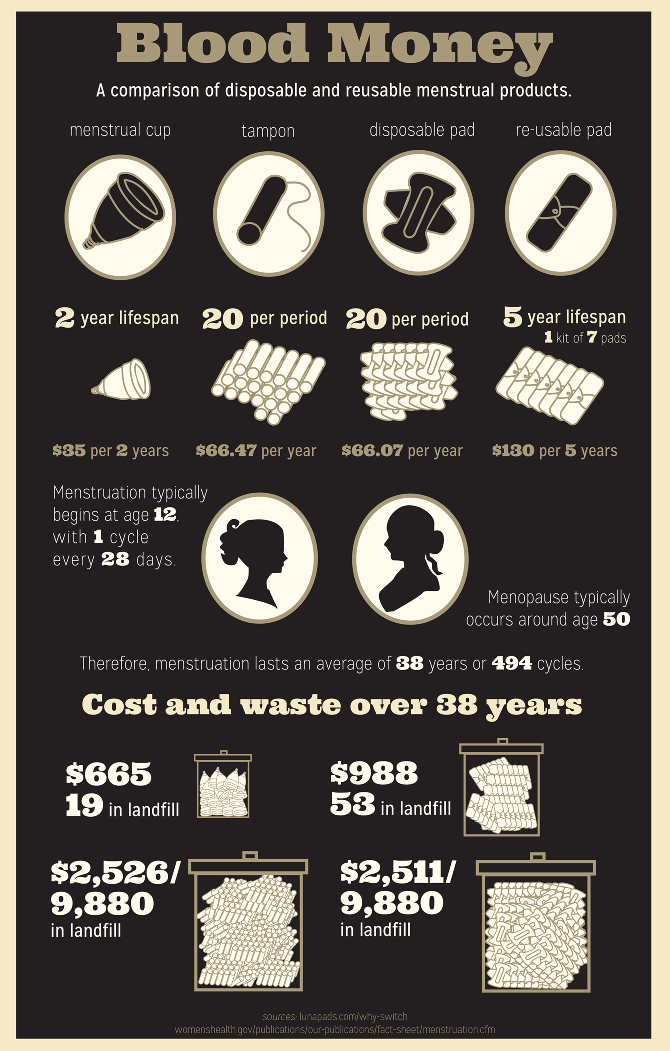 Blood Money
A comparison of disposable and reusable menstrual products.
menstrual cup
tampon
disposable pad
re-usable pad
2 year lifespan
20 per period
20 per period
5 year lifespan
1 kit of 7 pads
$35 per 2 years
$66.47 per year
$66.07 per year
$130 per 5 years
Menstruation typically
begins at age 12,
with 1 cycle
every 28 days.
Menopause typically
occurs around age 50
Therefore, menstruation lasts an average of 38 years or 494 cycles.
Cost and waste over 38 years
$665
19 in landfill
$988
53 in landfill
$2,526/
9,880
in landfill
$2,511/
9,880
in landfill
sources: lunapads.com/why-switch
womenshealth.gov/publications/our-publications/fact-sheet/menstruation.cfm